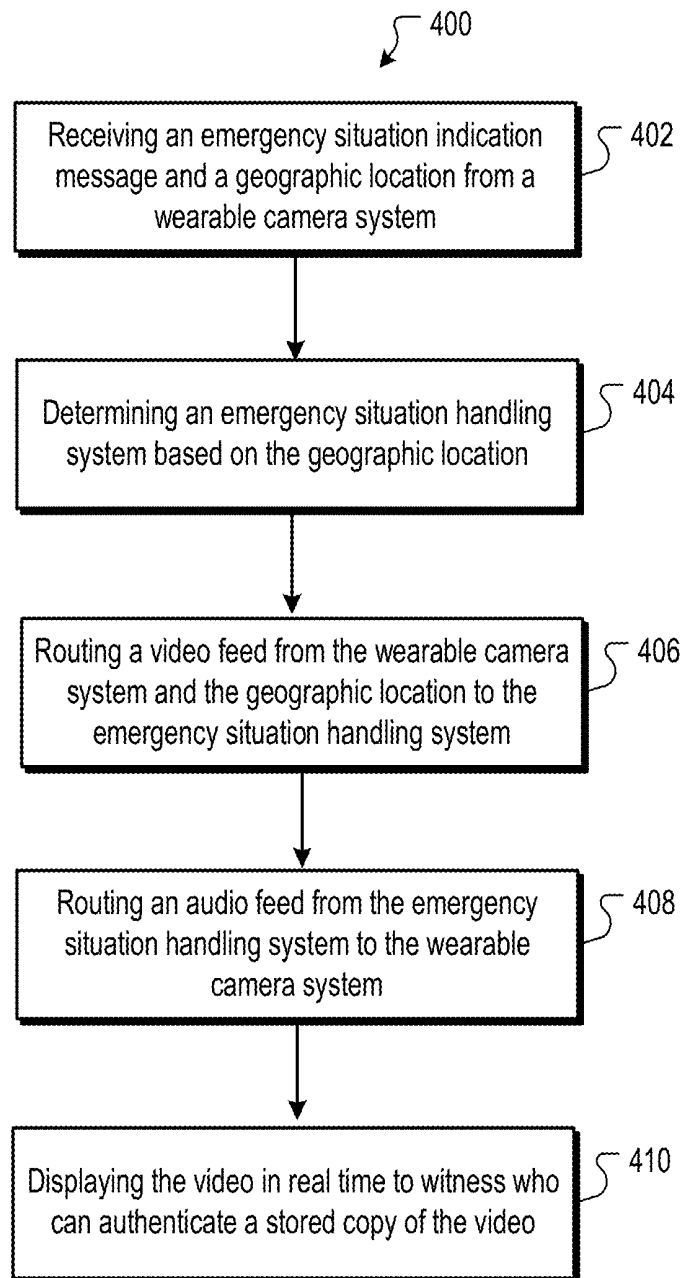 400
Receiving an emergency situation indication
message and a geographic location from a
wearable camera system
402
Determining an emergency situation handling
system based on the geographic location
404
Routing a video feed from the wearable camera
system and the geographic location to the
emergency situation handling system
406
Routing an audio feed from the emergency
situation handling system to the wearable
camera system
408
Displaying the video in real time to witness who
can authenticate a stored copy of the video
410